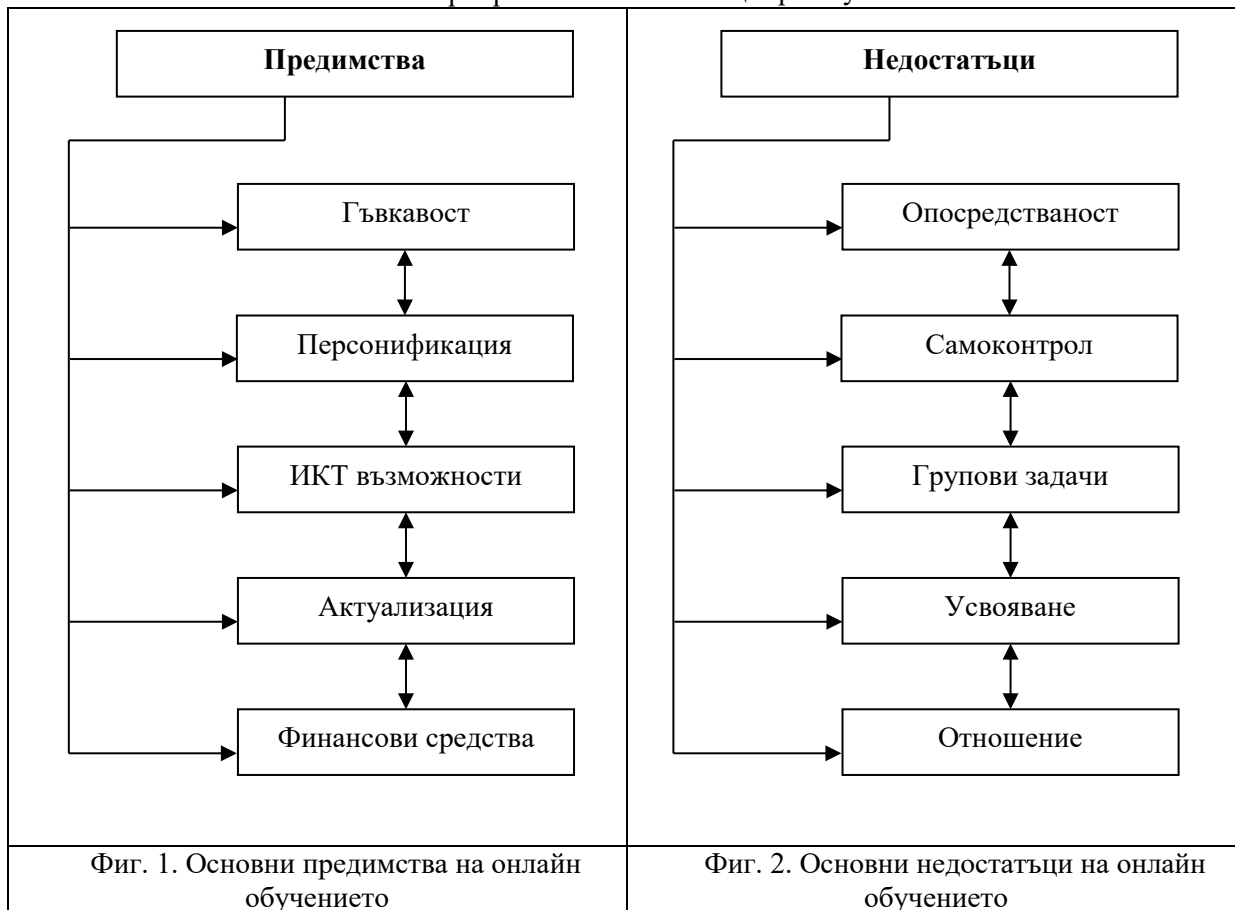 Предимства
Гъвкавост
Персонификация
ИКТ възможности
Актуализация
Финансови средства
Фиг. 1. Основни предимства на онлайн
обучението
Недостатъци
Опосредстваност
Самоконтрол
Групови задачи
Усвояване
Отношение
Фиг. 2. Основни недостатъци на онлайн
обучението